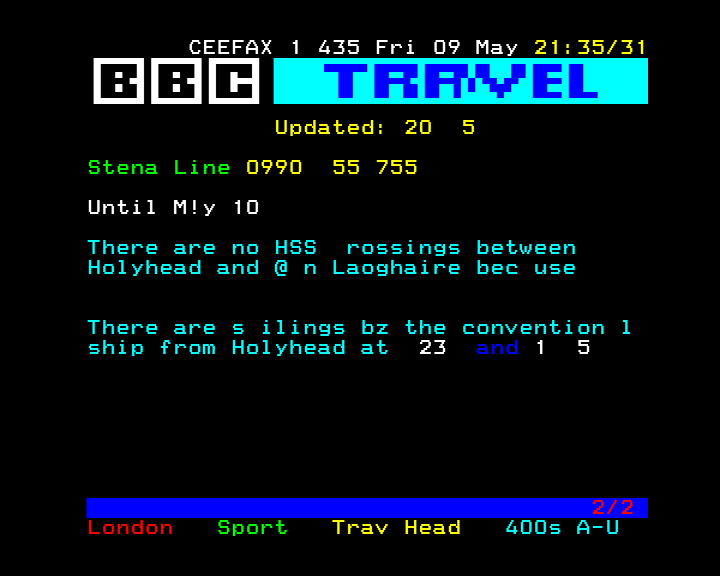 CEEFAX 1 435 Fri 09 May 21:35/31
BBC TRAVEL
Updated: 20 5
Stena Line 0990 55 755
Until M!y 10
There are no HSS rossings between
Holyhead and @ n Laoghaire bec use
There are s ilings bz the convention l
ship from Holyhead at 23 and 1 5
2/2
London Sport Trav Head 400s A-U